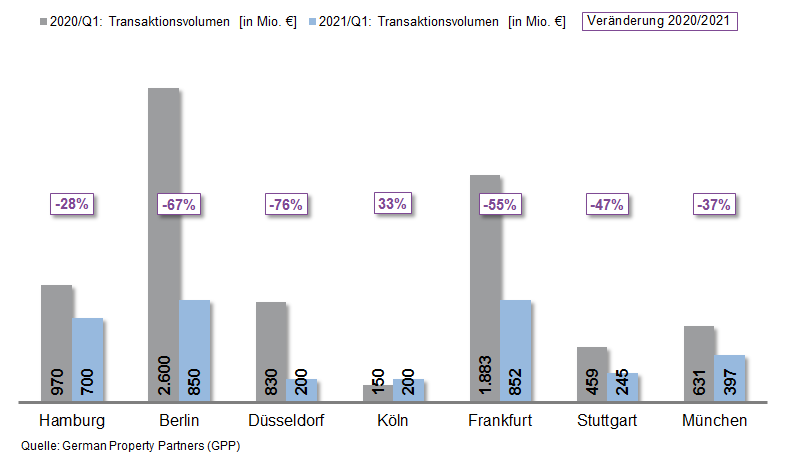 2020/Q1: Transaktionsvolumen [in Mio. €] 2021/Q1: Transaktionsvolumen [in Mio. €] Veränderung 2020/2021
-28% -67% -76% 33% -55% -47% -37%
970 700 2.600 850 830 200 150 200 1.883 852 459 245 631 397
Hamburg Berlin Düsseldorf Köln Frankfurt Stuttgart München
Quelle: German Property Partners (GPP)